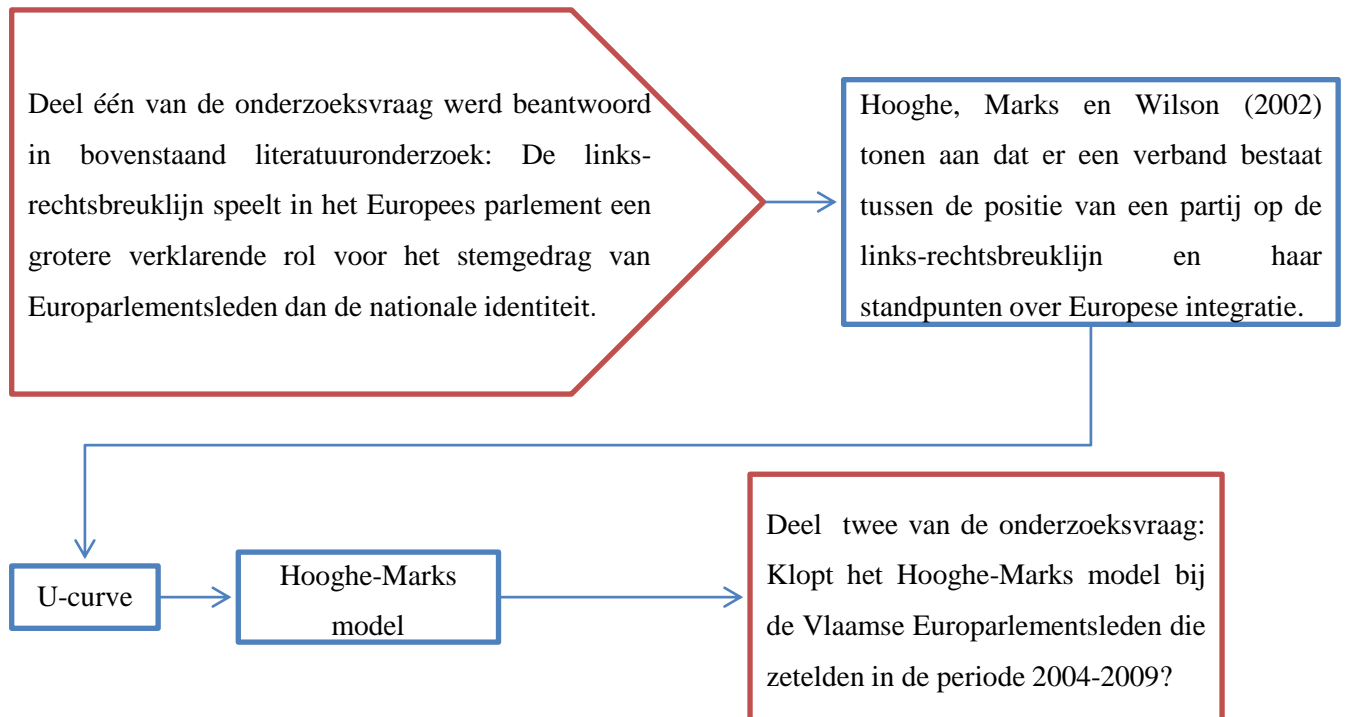 Deel één van de onderzoeksvraag werd beantwoord
in bovenstaand literatuuronderzoek: De links-
rechtsbreuklijn speelt in het Europees parlement een
grotere verklarende rol voor het stemgedrag van
Europarlementsleden dan de nationale identiteit.
Hooghe, Marks en Wilson (2002)
tonen aan dat er een verband bestaat
tussen de positie van een partij op de
links-rechtsbreuklijn en haar
standpunten over Europese integratie.
U-curve
Hooghe-Marks
model
Deel twee van de onderzoeksvraag:
Klopt het Hooghe-Marks model bij
de Vlaamse Europarlementsleden die
zetelden in de periode 2004-2009?